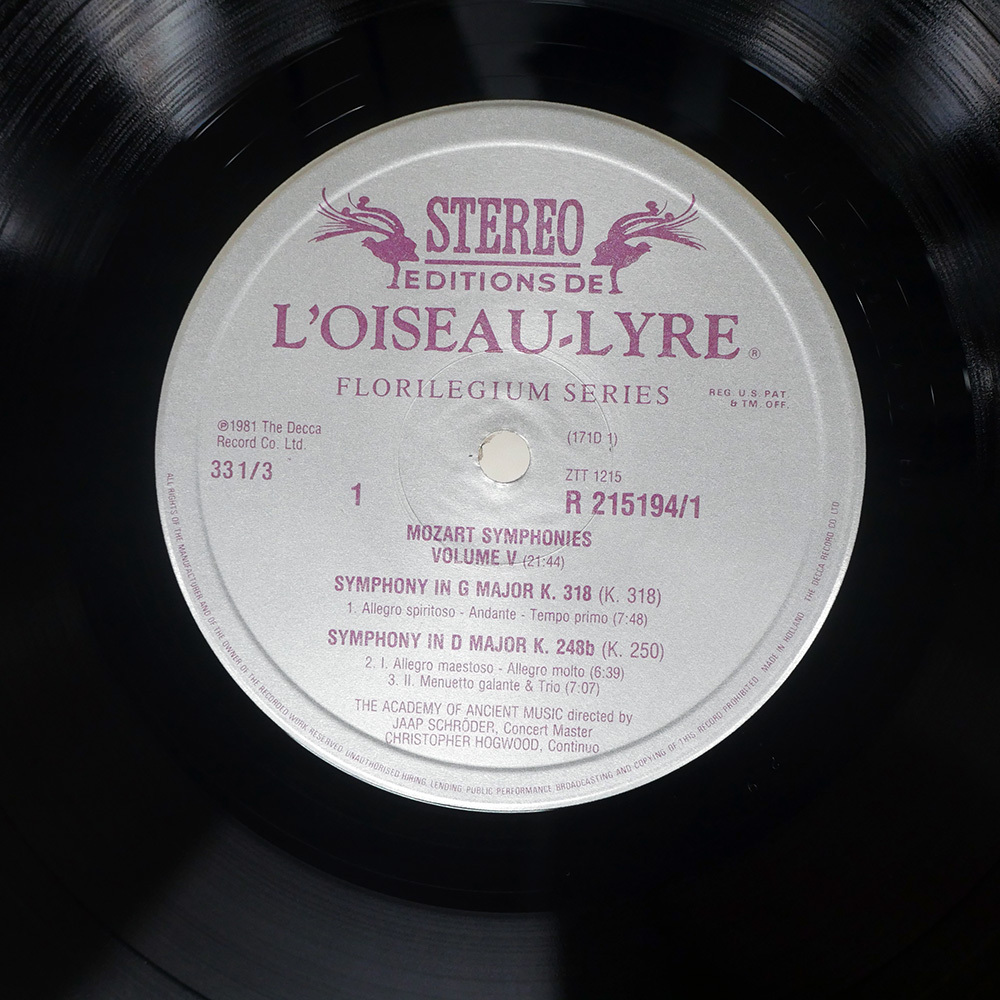 STEREO
EDITIONS DE
L'OISEAU-LYRE ®
FLORILEGIUM SERIES
REG. U.S. PAT
& TM. OFF.
℗1981 The Decca
Record Co. Ltd.
(171D 1)
33 1/3
ZTT 1215
1
R 215194/1
MOZART SYMPHONIES
VOLUME V (21:44)
SYMPHONY IN G MAJOR K. 318 (K. 318)
1. Allegro spiritoso - Andante - Tempo primo (7:48)
SYMPHONY IN D MAJOR K. 248b (K. 250)
2. I. Allegro maestoso - Allegro molto (6:39)
3. II. Menuetto galante & Trio (7:07)
THE ACADEMY OF ANCIENT MUSIC directed by
JAAP SCHRÖDER, Concert Master
CHRISTOPHER HOGWOOD, Continuo
ALL RIGHTS OF THE MANUFACTURER AND OF THE OWNER OF THE RECORDED WORK RESERVED. UNAUTHORISED HIRING, LENDING, PUBLIC PERFORMANCE, BROADCASTING AND COPYING OF THIS RECORD PROHIBITED. MADE IN HOLLAND THE DECCA RECORD CO. LTD